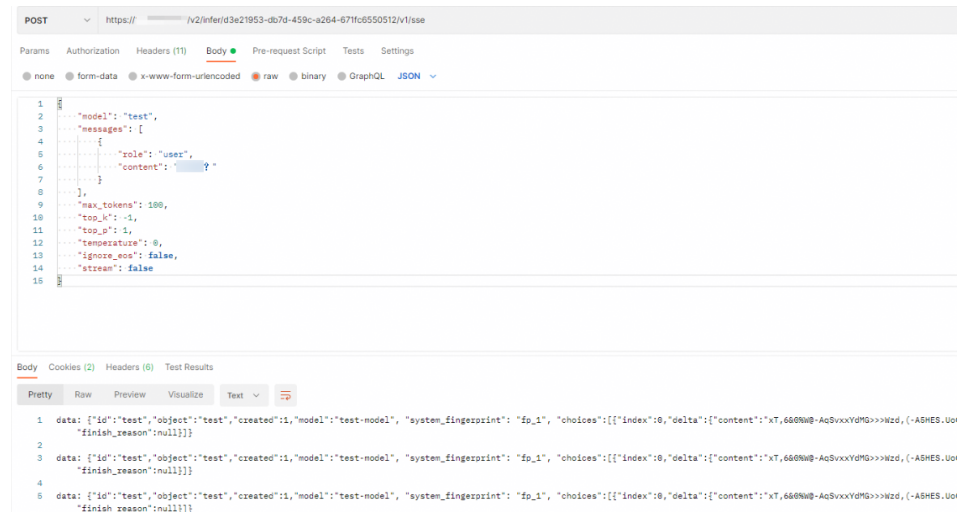 POST https:// /v2/infer/d3e21953-db7d-459c-a264-671fc6550512/v1/sse
Params Authorization Headers (11) Body Pre-request Script Tests Settings
none form-data x-www-form-urlencoded raw binary GraphQL JSON
1 {
2 "model": "test",
3 "messages": [
4 {
5 "role": "user",
6 "content": " ? "
7 }
8 ],
9 "max_tokens": 100,
10 "top_k": -1,
11 "top_p": 1,
12 "temperature": 0,
13 "ignore_eos": false,
14 "stream": false
15 }
Body Cookies (2) Headers (6) Test Results
Pretty Raw Preview Visualize Text
1 data: {"id":"test","object":"test","created":1,"model":"test-model", "system_fingerprint": "fp_1", "choices":[{"index":0,"delta":{"content":"xT,6&0%W@-AqSvxxYdMG>>>Wzd,(-A5HES.Uo
"finish_reason":null}]}
2
3 data: {"id":"test","object":"test","created":1,"model":"test-model", "system_fingerprint": "fp_1", "choices":[{"index":0,"delta":{"content":"xT,6&0%W@-AqSvxxYdMG>>>Wzd,(-A5HES.Uo
"finish_reason":null}]}
4
5 data: {"id":"test","object":"test","created":1,"model":"test-model", "system_fingerprint": "fp_1", "choices":[{"index":0,"delta":{"content":"xT,6&0%W@-AqSvxxYdMG>>>Wzd,(-A5HES.Uo
"finish_reason":null}]}